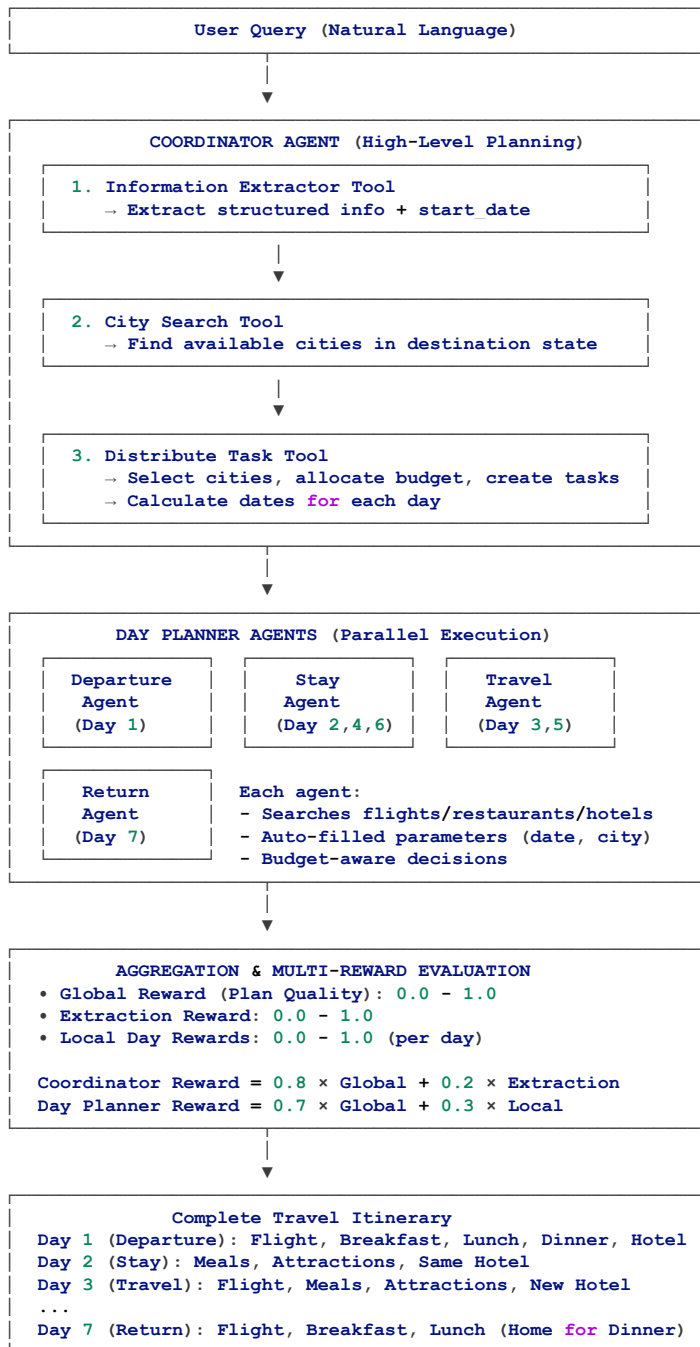 User Query (Natural Language)
COORDINATOR AGENT (High-Level Planning)
1. Information Extractor Tool
→ Extract structured info + start_date
2. City Search Tool
→ Find available cities in destination state
3. Distribute Task Tool
→ Select cities, allocate budget, create tasks
→ Calculate dates for each day
DAY PLANNER AGENTS (Parallel Execution)
Departure Agent (Day 1)
Stay Agent (Day 2,4,6)
Travel Agent (Day 3,5)
Return Agent (Day 7)
Each agent:
- Searches flights/restaurants/hotels
- Auto-filled parameters (date, city)
- Budget-aware decisions
AGGREGATION & MULTI-REWARD EVALUATION
• Global Reward (Plan Quality): 0.0 - 1.0
• Extraction Reward: 0.0 - 1.0
• Local Day Rewards: 0.0 - 1.0 (per day)
Coordinator Reward = 0.8 × Global + 0.2 × Extraction
Day Planner Reward = 0.7 × Global + 0.3 × Local
Complete Travel Itinerary
Day 1 (Departure): Flight, Breakfast, Lunch, Dinner, Hotel
Day 2 (Stay): Meals, Attractions, Same Hotel
Day 3 (Travel): Flight, Meals, Attractions, New Hotel
...
Day 7 (Return): Flight, Breakfast, Lunch (Home for Dinner)